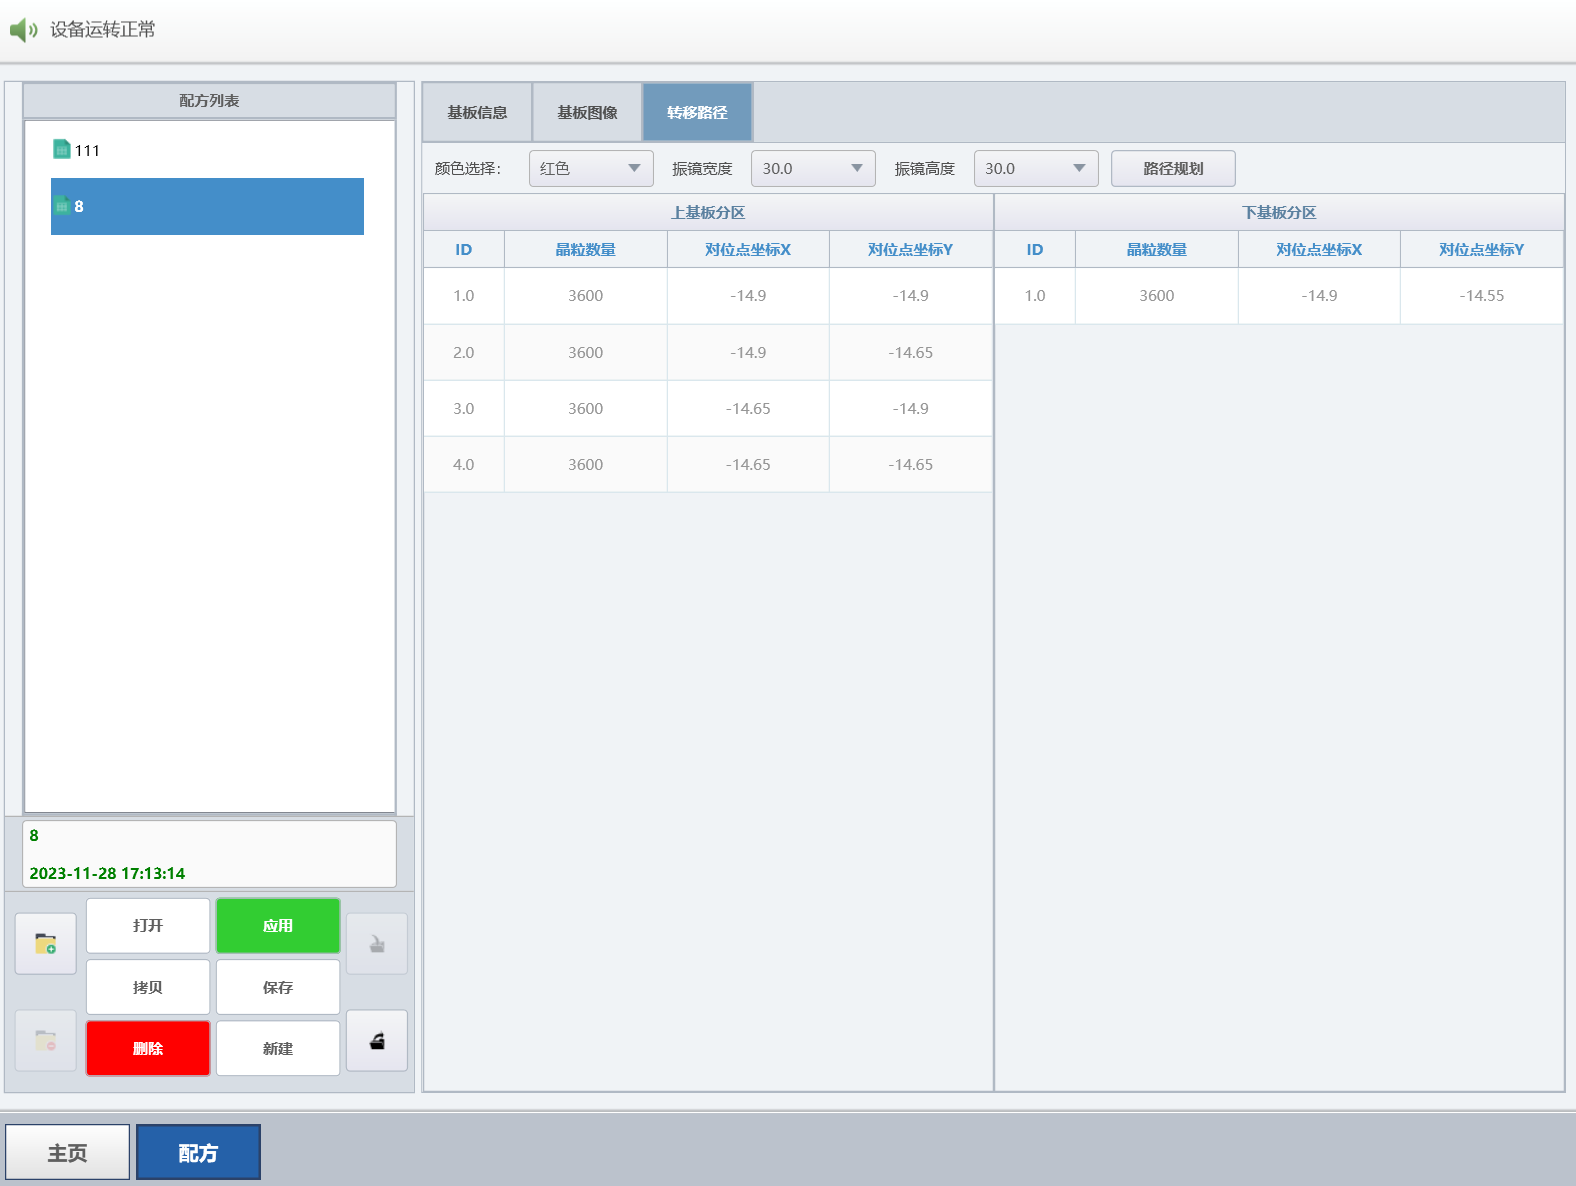 设备运转正常
配方列表
111
8
8
2023-11-28 17:13:14
打开
应用
拷贝
保存
删除
新建
基板信息
基板图像
转移路径
颜色选择：
红色
振镜宽度
30.0
振镜高度
30.0
路径规划
上基板分区
ID 晶粒数量 对位点坐标X 对位点坐标Y
1.0 3600 -14.9 -14.9
2.0 3600 -14.9 -14.65
3.0 3600 -14.65 -14.9
4.0 3600 -14.65 -14.65
下基板分区
ID 晶粒数量 对位点坐标X 对位点坐标Y
1.0 3600 -14.9 -14.55
主页
配方